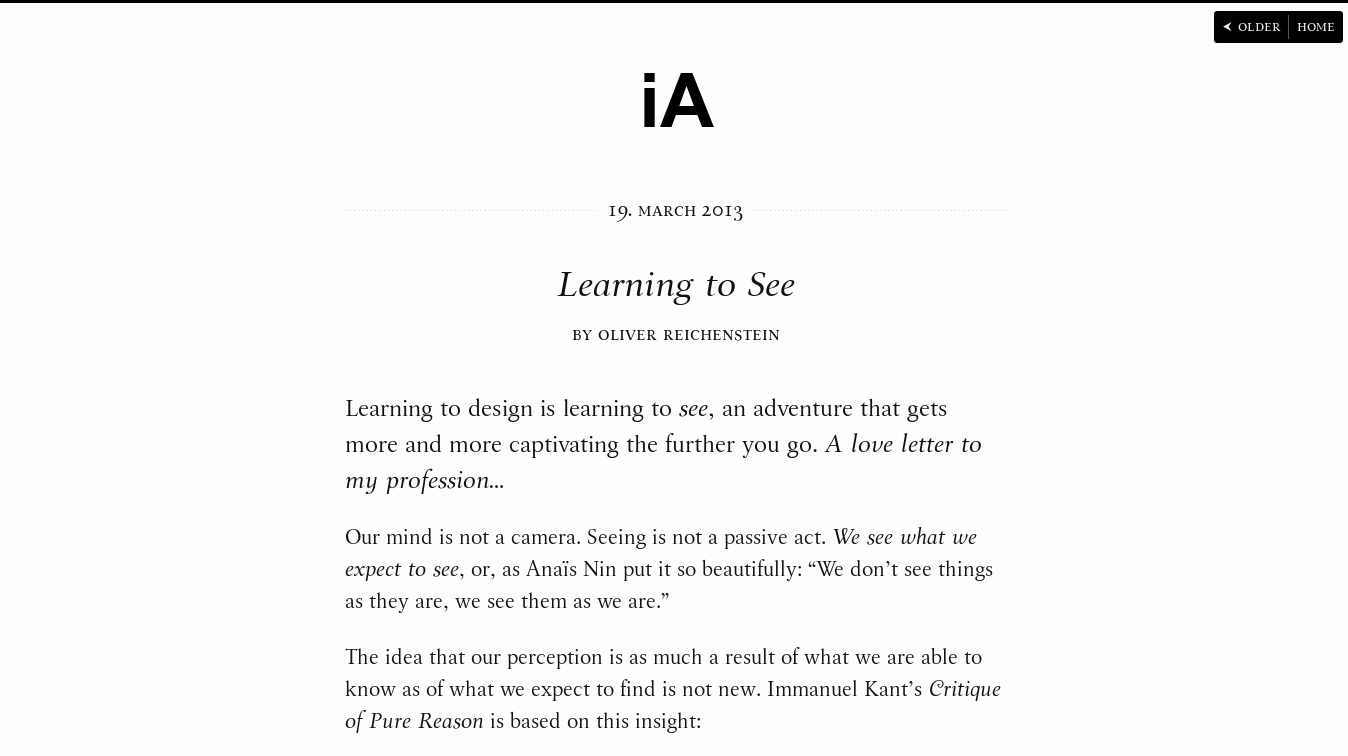 OLDER HOME
iA
19. MARCH 2013
Learning to See
BY OLIVER REICHENSTEIN
Learning to design is learning to see, an adventure that gets
more and more captivating the further you go. A love letter to
my profession…
Our mind is not a camera. Seeing is not a passive act. We see what we
expect to see, or, as Anaïs Nin put it so beautifully: “We don’t see things
as they are, we see them as we are.”
The idea that our perception is as much a result of what we are able to
know as of what we expect to find is not new. Immanuel Kant’s Critique
of Pure Reason is based on this insight: